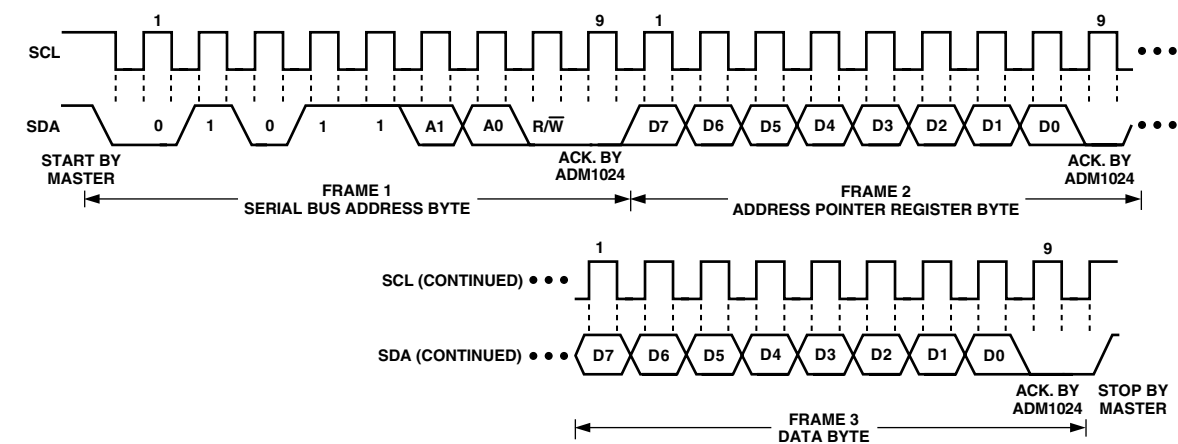 1 9 1 9
SCL
SDA 0 1 0 1 1 A1 A0 R/W̅ D7 D6 D5 D4 D3 D2 D1 D0
START BY
MASTER
ACK. BY
ADM1024
ACK. BY
ADM1024
FRAME 1
SERIAL BUS ADDRESS BYTE
FRAME 2
ADDRESS POINTER REGISTER BYTE
1 9
SCL (CONTINUED)
SDA (CONTINUED) D7 D6 D5 D4 D3 D2 D1 D0
ACK. BY
ADM1024
STOP BY
MASTER
FRAME 3
DATA BYTE